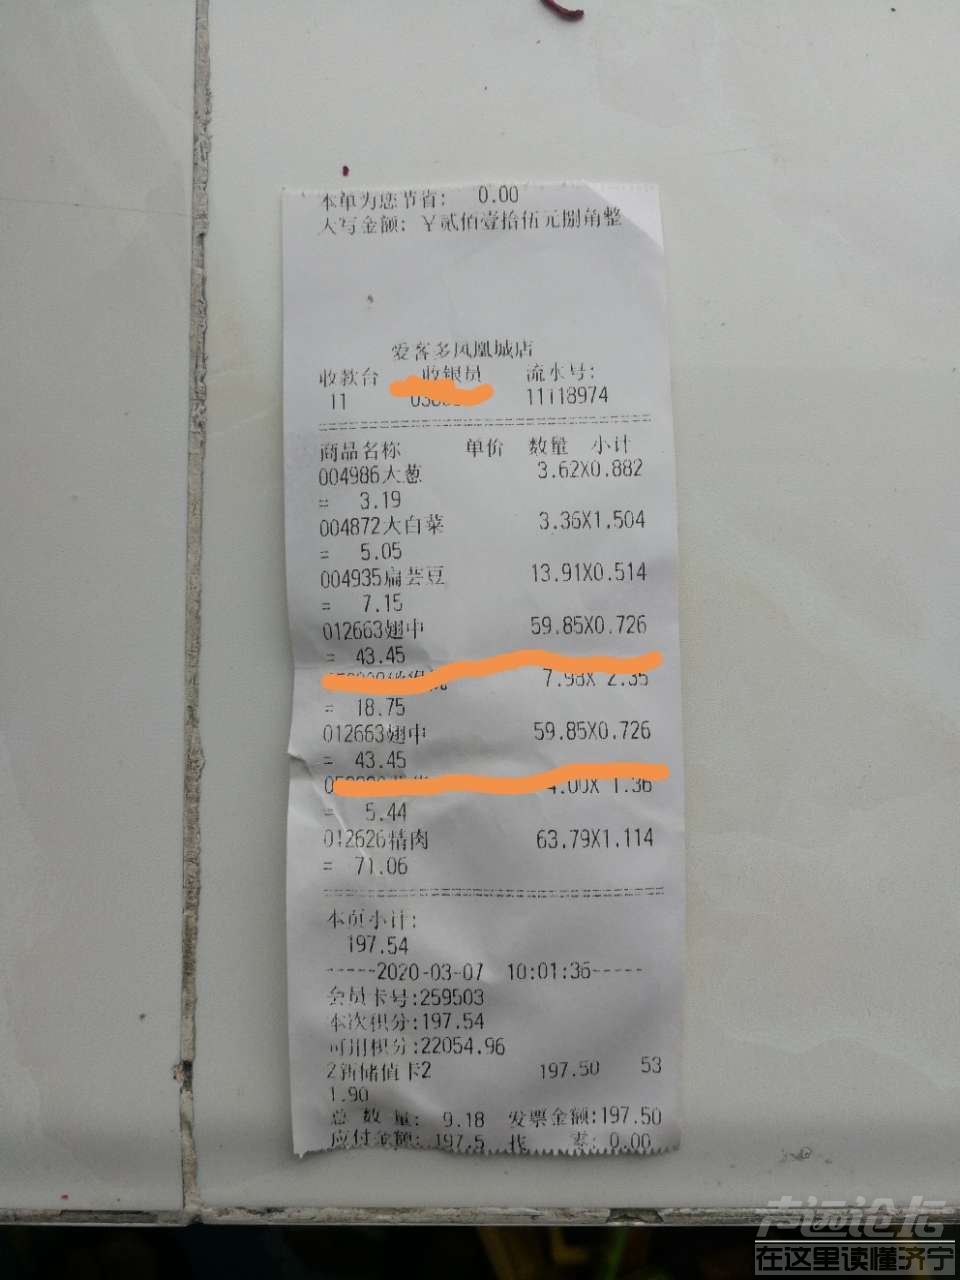 本单为您节省: 0.00
大写金额: ￥贰佰壹拾伍元捌角整
爱客多凤凰城店
收款台 收银员 流水号:
11 11118974
商品名称 单价 数量 小计
004986大葱 3.62X0.882
= 3.19
004872大白菜 3.36X1.504
= 5.05
004935扁芸豆 13.91X0.514
= 7.15
012663翅中 59.85X0.726
= 43.45
7.98X 2.35
= 18.75
012663翅中 59.85X0.726
= 43.45
4.00X 1.36
= 5.44
012626精肉 63.79X1.114
= 71.06
本页小计:
197.54
-----2020-03-07 10:01:36-----
会员卡号:259503
本次积分:197.54
可用积分:22054.96
2新储值卡2 197.50 53
1.90
总 数 量: 9.18 发票金额:197.50
应付金额: 197.5 找 零: 0.00
声远论坛
在这里读懂济宁